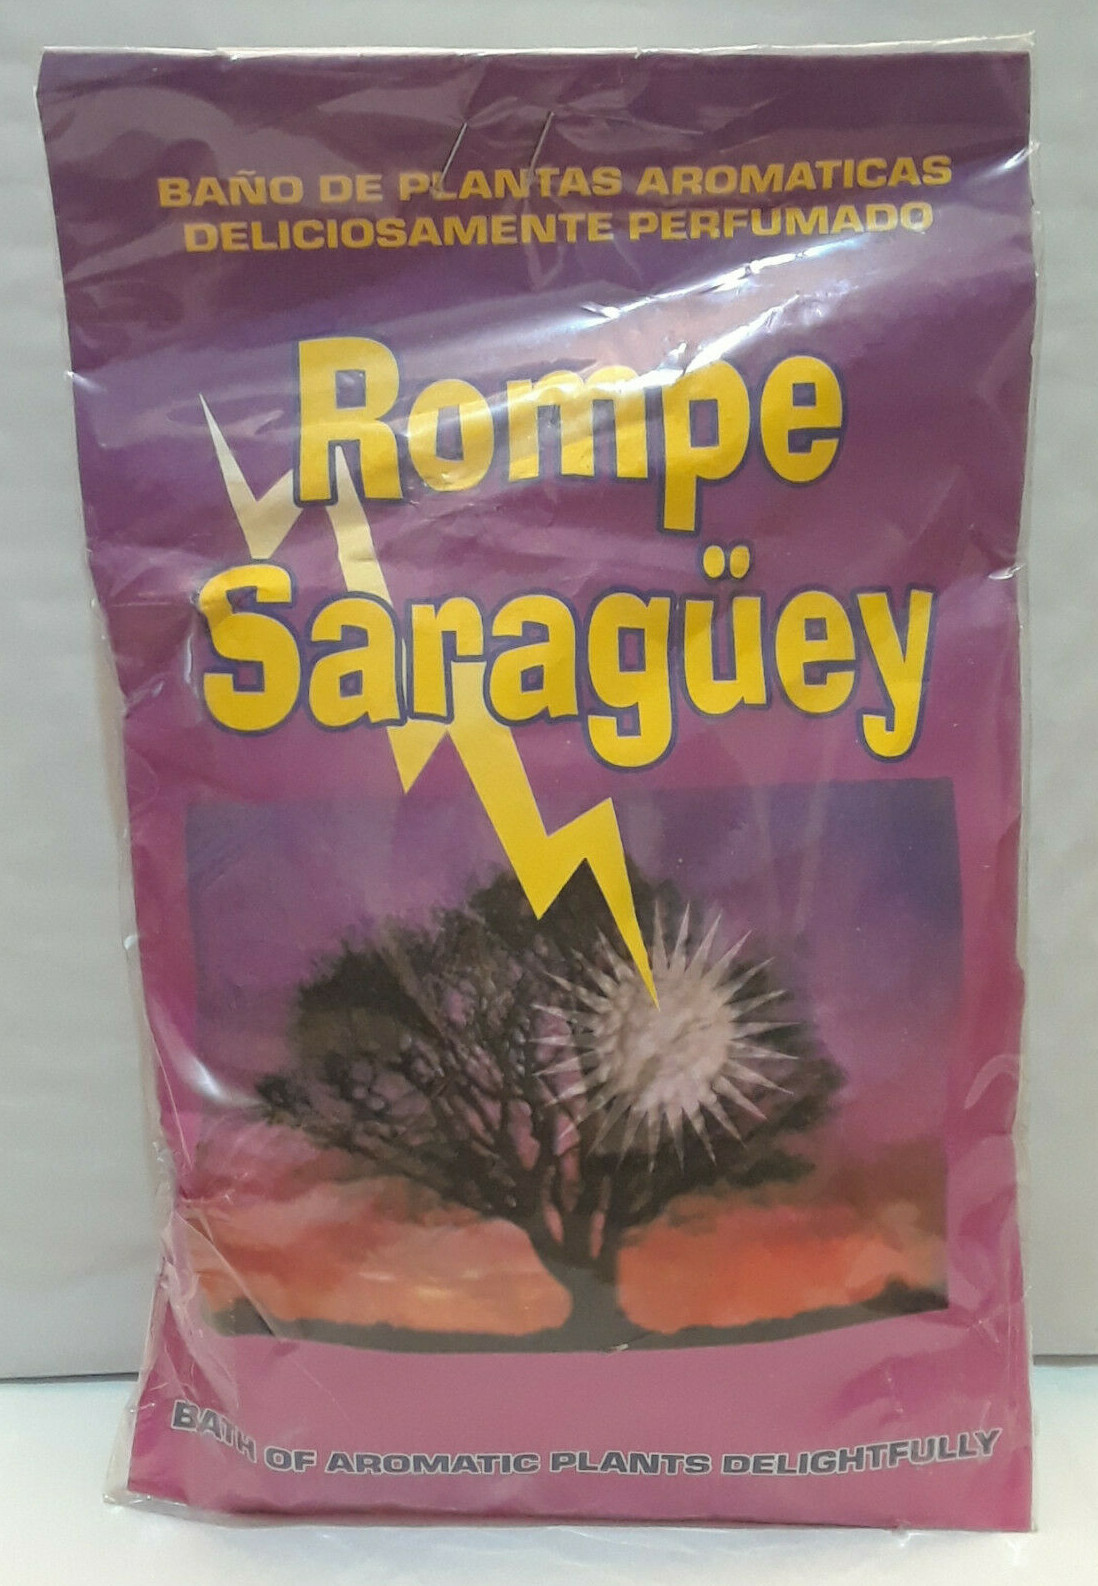 BAÑO DE PLANTAS AROMATICAS
DELICIOSAMENTE PERFUMADO
Rompe
Saragüey
BATH OF AROMATIC PLANTS DELIGHTFULLY